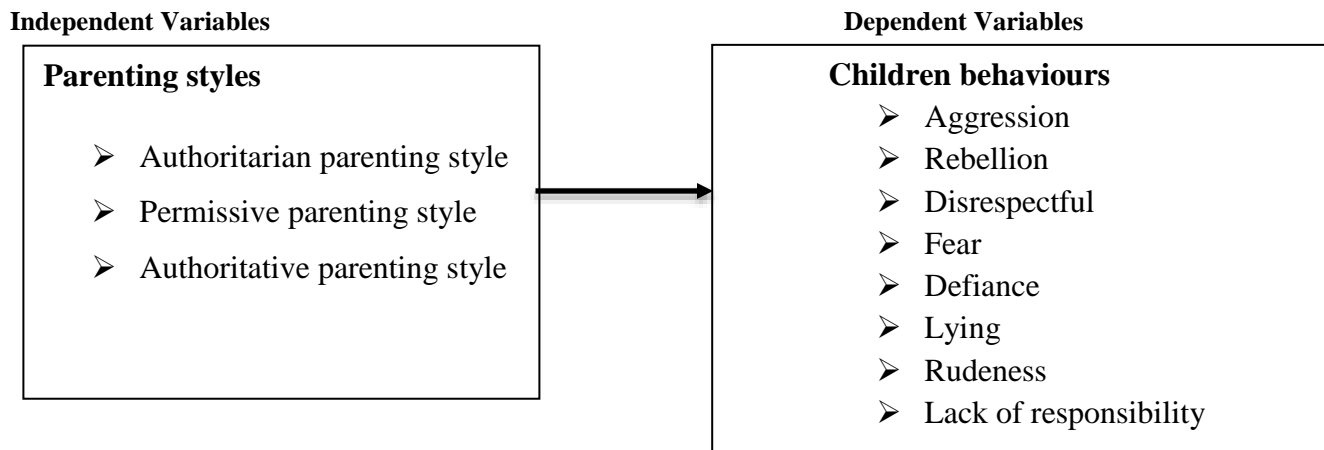 Independent Variables
Parenting styles
➢ Authoritarian parenting style
➢ Permissive parenting style
➢ Authoritative parenting style
Dependent Variables
Children behaviours
➢ Aggression
➢ Rebellion
➢ Disrespectful
➢ Fear
➢ Defiance
➢ Lying
➢ Rudeness
➢ Lack of responsibility